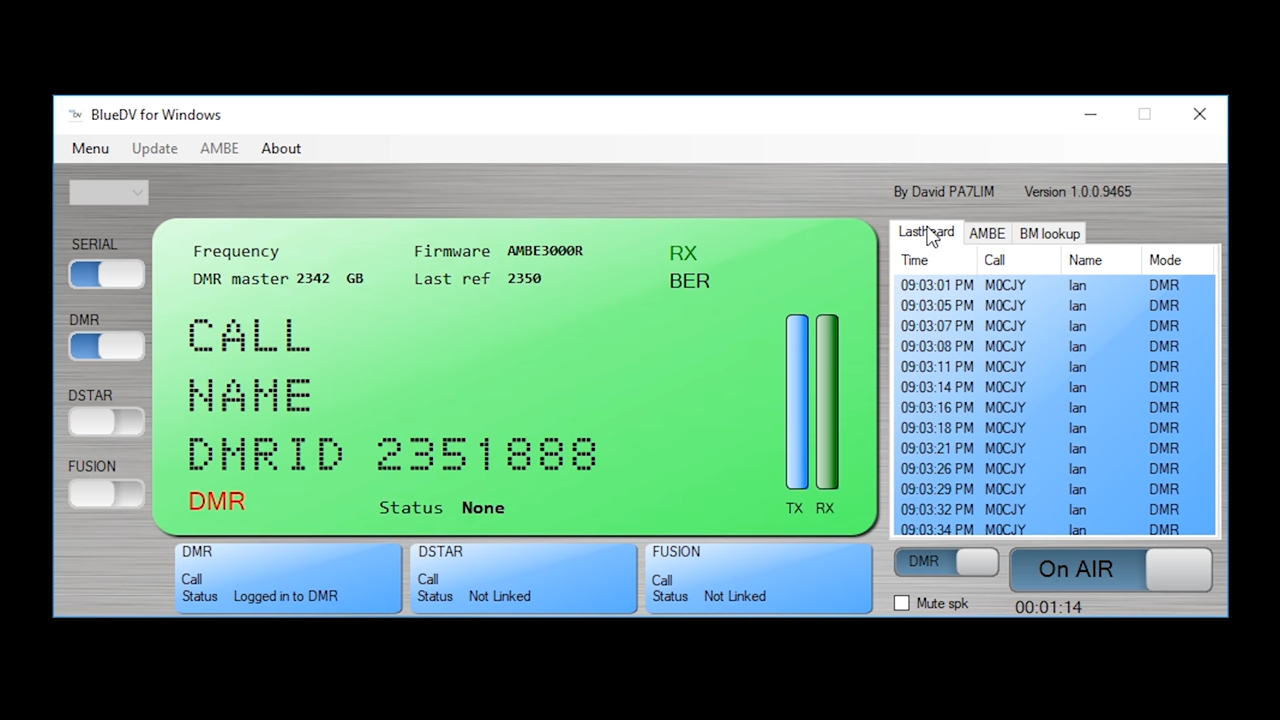 BlueDV for Windows
Menu Update AMBE About
By David PA7LIM Version 1.0.0.9465
SERIAL
DMR
DSTAR
FUSION
Frequency Firmware AMBE3000R RX
DMR master 2342 GB Last ref 2350 BER
CALL
NAME
DMRID 2351888
DMR Status None TX RX
Lastheard AMBE BM lookup
Time Call Name Mode
09:03:01 PM M0CJY Ian DMR
09:03:05 PM M0CJY Ian DMR
09:03:07 PM M0CJY Ian DMR
09:03:08 PM M0CJY Ian DMR
09:03:11 PM M0CJY Ian DMR
09:03:14 PM M0CJY Ian DMR
09:03:16 PM M0CJY Ian DMR
09:03:18 PM M0CJY Ian DMR
09:03:21 PM M0CJY Ian DMR
09:03:26 PM M0CJY Ian DMR
09:03:29 PM M0CJY Ian DMR
09:03:32 PM M0CJY Ian DMR
09:03:34 PM M0CJY Ian DMR
DMR
Call
Status Logged in to DMR
DSTAR
Call
Status Not Linked
FUSION
Call
Status Not Linked
DMR On AIR
Mute spk 00:01:14